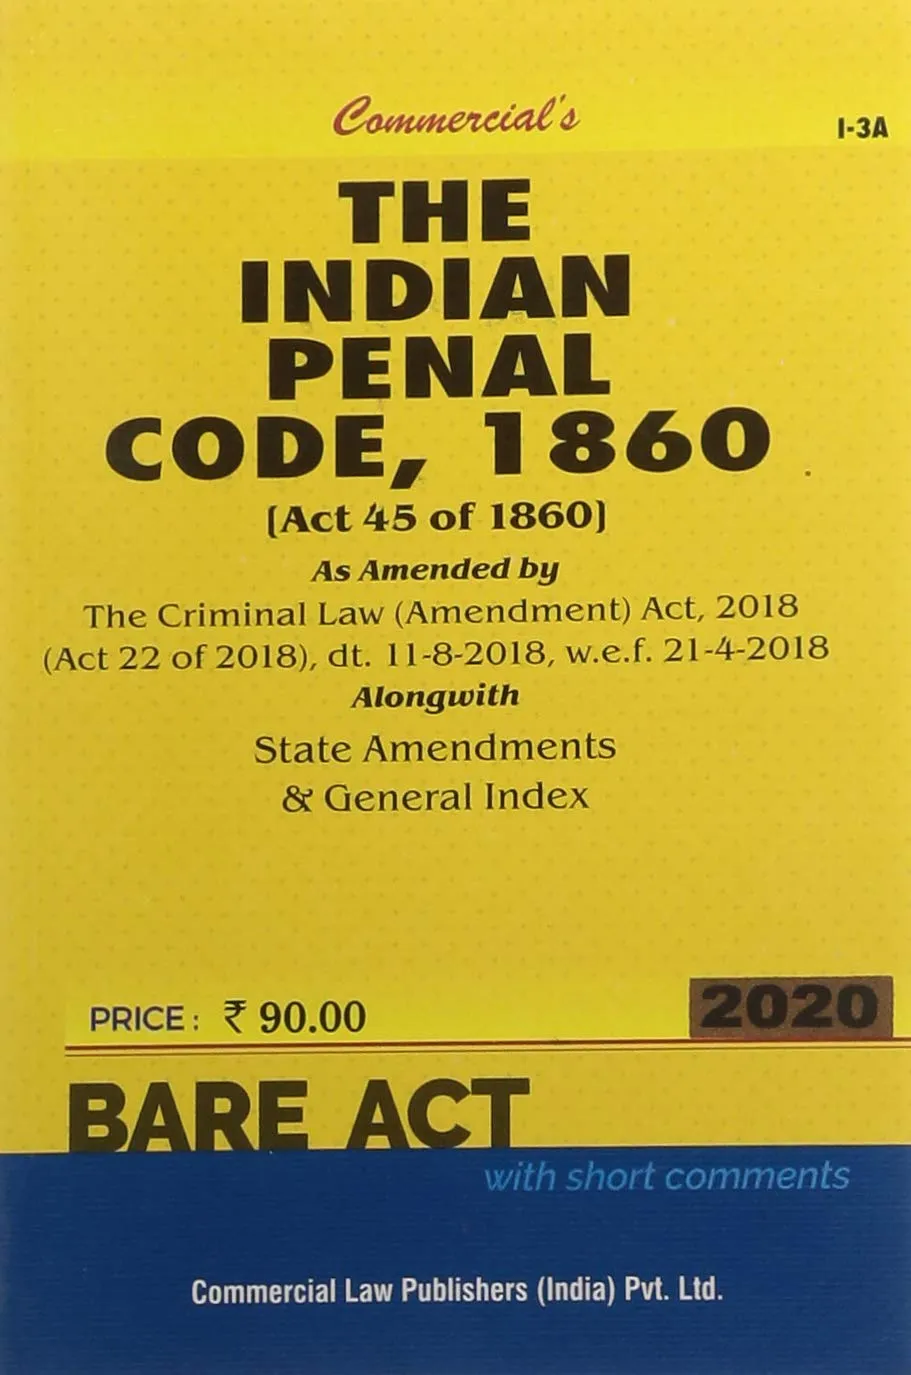 Commercial's
I-3A
THE
INDIAN
PENAL
CODE, 1860
(Act 45 of 1860)
As Amended by
The Criminal Law (Amendment) Act, 2018
(Act 22 of 2018), dt. 11-8-2018, w.e.f. 21-4-2018
Alongwith
State Amendments
& General Index
PRICE : ₹ 90.00
2020
BARE ACT
with short comments
Commercial Law Publishers (India) Pvt. Ltd.